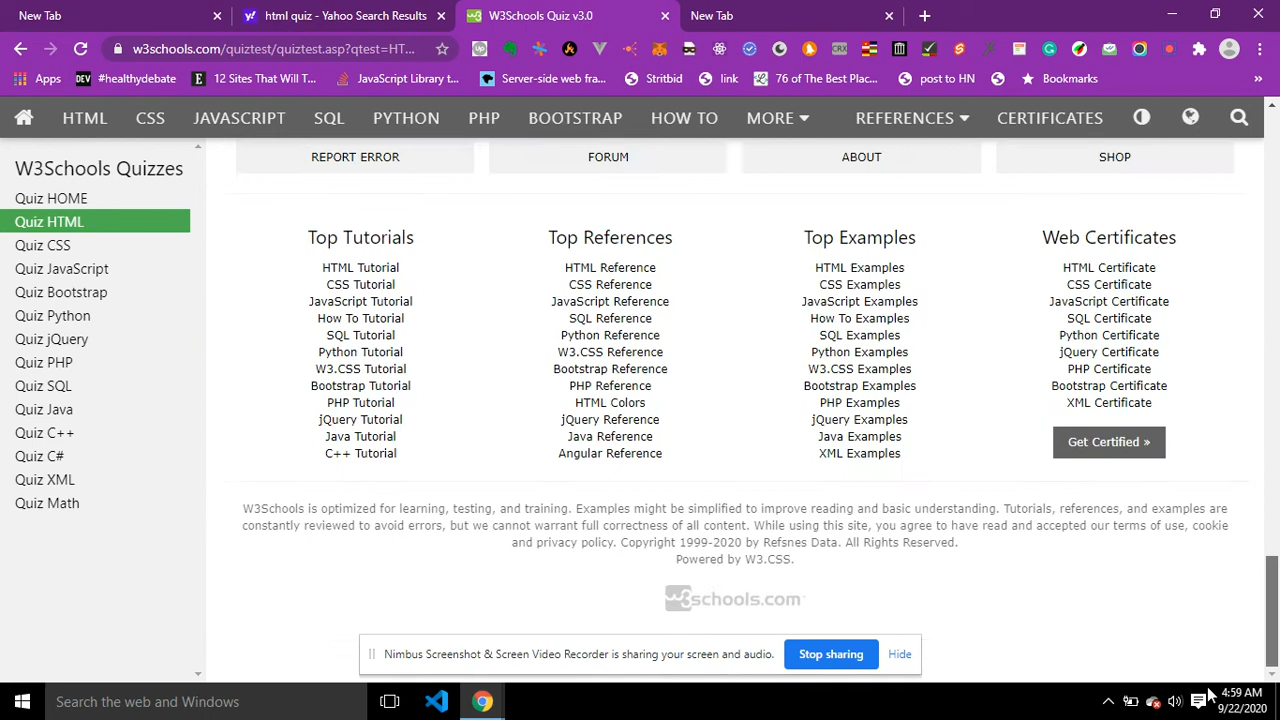 New Tab
html quiz - Yahoo Search Results
W3Schools Quiz v3.0
New Tab
w3schools.com/quiztest/quiztest.asp?qtest=HT...
Apps
#healthydebate
12 Sites That Will T...
JavaScript Library t...
Server-side web fra...
Stritbid
link
76 of The Best Plac...
post to HN
Bookmarks
HTML
CSS
JAVASCRIPT
SQL
PYTHON
PHP
BOOTSTRAP
HOW TO
MORE
REFERENCES
CERTIFICATES
W3Schools Quizzes
Quiz HOME
Quiz HTML
Quiz CSS
Quiz JavaScript
Quiz Bootstrap
Quiz Python
Quiz jQuery
Quiz PHP
Quiz SQL
Quiz Java
Quiz C++
Quiz C#
Quiz XML
Quiz Math
REPORT ERROR
FORUM
ABOUT
SHOP
Top Tutorials
HTML Tutorial
CSS Tutorial
JavaScript Tutorial
How To Tutorial
SQL Tutorial
Python Tutorial
W3.CSS Tutorial
Bootstrap Tutorial
PHP Tutorial
jQuery Tutorial
Java Tutorial
C++ Tutorial
Top References
HTML Reference
CSS Reference
JavaScript Reference
SQL Reference
Python Reference
W3.CSS Reference
Bootstrap Reference
PHP Reference
HTML Colors
jQuery Reference
Java Reference
Angular Reference
Top Examples
HTML Examples
CSS Examples
JavaScript Examples
How To Examples
SQL Examples
Python Examples
W3.CSS Examples
Bootstrap Examples
PHP Examples
jQuery Examples
Java Examples
XML Examples
Web Certificates
HTML Certificate
CSS Certificate
JavaScript Certificate
SQL Certificate
Python Certificate
jQuery Certificate
PHP Certificate
Bootstrap Certificate
XML Certificate
Get Certified »
W3Schools is optimized for learning, testing, and training. Examples might be simplified to improve reading and basic understanding. Tutorials, references, and examples are
constantly reviewed to avoid errors, but we cannot warrant full correctness of all content. While using this site, you agree to have read and accepted our terms of use, cookie
and privacy policy. Copyright 1999-2020 by Refsnes Data. All Rights Reserved.
Powered by W3.CSS.
w3schools.com
Nimbus Screenshot & Screen Video Recorder is sharing your screen and audio.
Stop sharing
Hide
Search the web and Windows
4:59 AM
9/22/2020